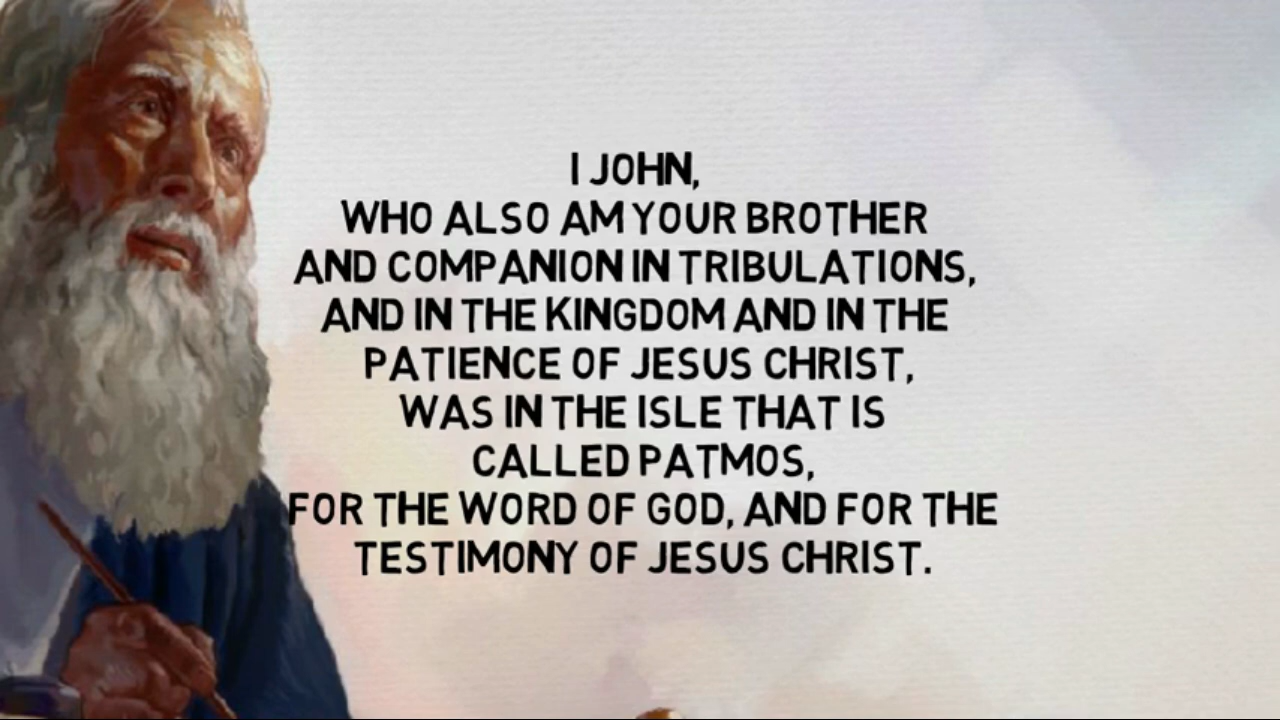 I JOHN,
WHO ALSO AM YOUR BROTHER
AND COMPANION IN TRIBULATIONS,
AND IN THE KINGDOM AND IN THE
PATIENCE OF JESUS CHRIST,
WAS IN THE ISLE THAT IS
CALLED PATMOS,
FOR THE WORD OF GOD, AND FOR THE
TESTIMONY OF JESUS CHRIST.